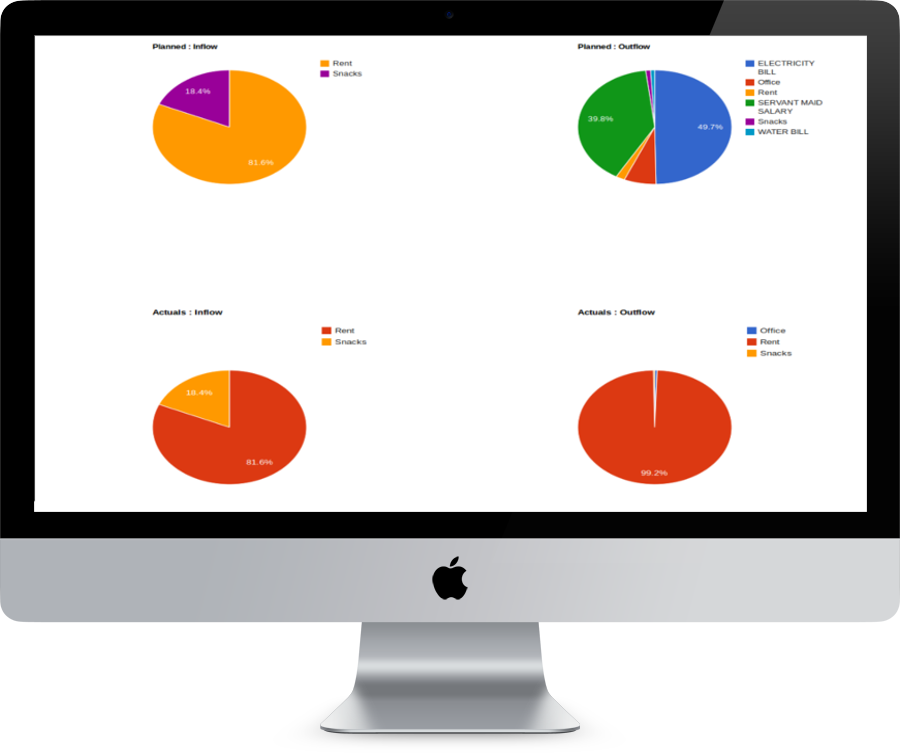 Planned : Inflow
Rent
Snacks
18.4%
81.6%
Planned : Outflow
ELECTRICITY
BILL
Office
Rent
SERVANT MAID
SALARY
Snacks
WATER BILL
39.8%
49.7%
Actuals : Inflow
Rent
Snacks
18.4%
81.6%
Actuals : Outflow
Office
Rent
Snacks
99.2%